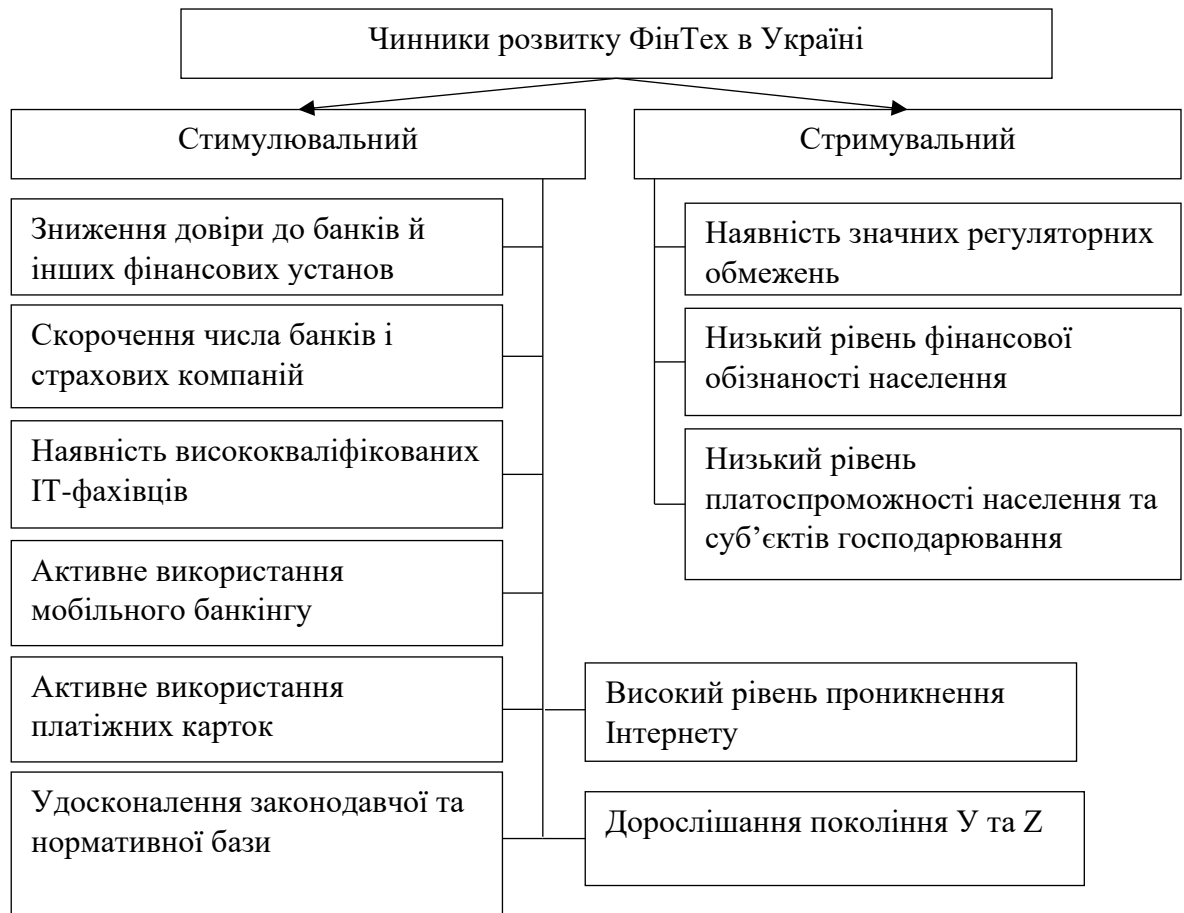 Чинники розвитку ФінТех в Україні
Стимулювальний
Зниження довіри до банків й
інших фінансових установ
Скорочення числа банків і
страхових компаній
Наявність висококваліфікованих
ІТ-фахівців
Активне використання
мобільного банкінгу
Активне використання
платіжних карток
Удосконалення законодавчої та
нормативної бази
Високий рівень проникнення
Інтернету
Дорослішання покоління У та Z
Стримувальний
Наявність значних регуляторних
обмежень
Низький рівень фінансової
обізнаності населення
Низький рівень
платоспроможності населення та
суб’єктів господарювання